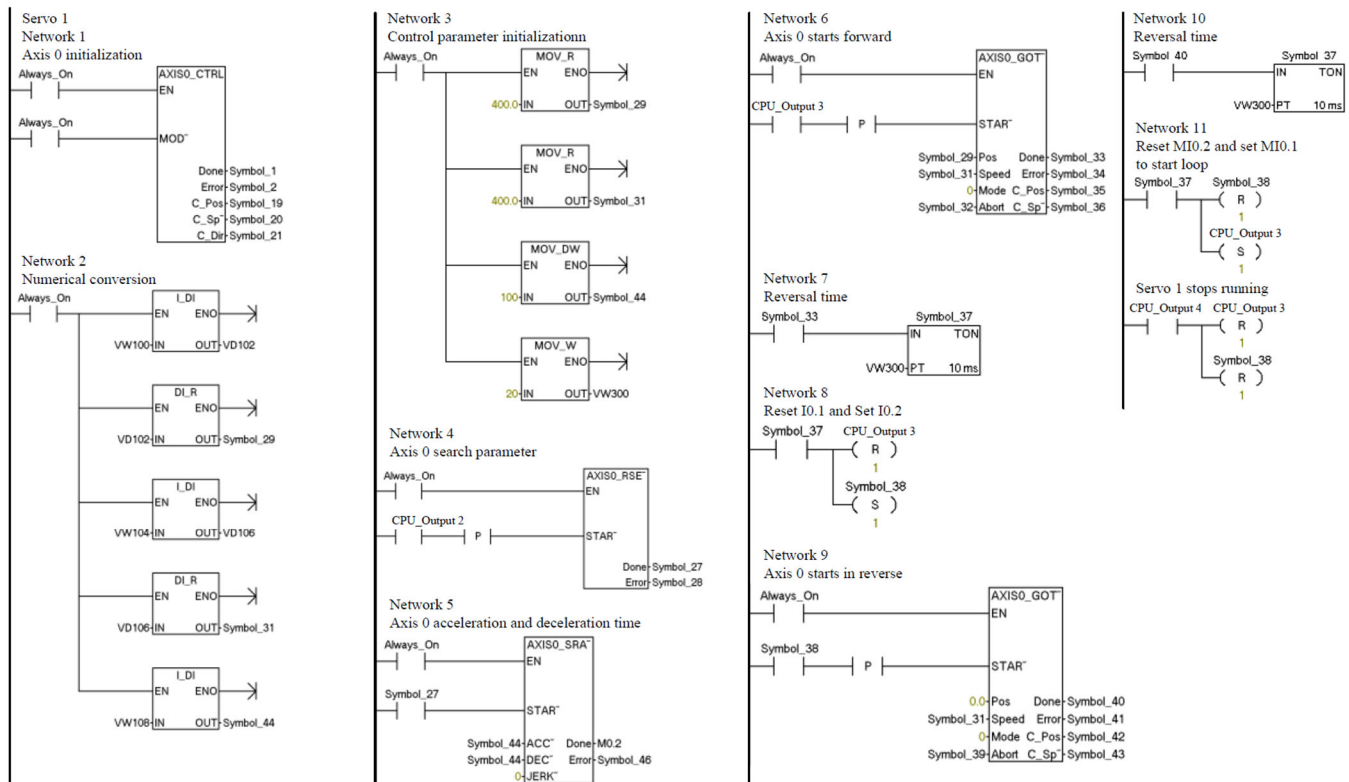 Servo 1
Network 1
Axis 0 initialization
Always_On
AXIS0_CTRL
EN
Always_On
MOD˜
Done Symbol_1
Error Symbol_2
C_Pos Symbol_19
C_Sp˜ Symbol_20
C_Dir Symbol_21
Network 2
Numerical conversion
Always_On
I_DI
EN ENO
VW100 IN OUT VD102
DI_R
EN ENO
VD102 IN OUT Symbol_29
I_DI
EN ENO
VW104 IN OUT VD106
DI_R
EN ENO
VD106 IN OUT Symbol_31
I_DI
EN ENO
VW108 IN OUT Symbol_44
Network 3
Control parameter initializationn
Always_On
MOV_R
EN ENO
400.0 IN OUT Symbol_29
MOV_R
EN ENO
400.0 IN OUT Symbol_31
MOV_DW
EN ENO
100 IN OUT Symbol_44
MOV_W
EN ENO
20 IN OUT VW300
Network 4
Axis 0 search parameter
Always_On
AXIS0_RSE˜
EN
CPU_Output 2
P
STAR˜
Done Symbol_27
Error Symbol_28
Network 5
Axis 0 acceleration and deceleration time
Always_On
AXIS0_SRA˜
EN
Symbol_27
STAR˜
Symbol_44 ACC˜ Done M0.2
Symbol_44 DEC˜ Error Symbol_46
0 JERK˜
Network 6
Axis 0 starts forward
Always_On
AXIS0_GOT˜
EN
CPU_Output 3
P
STAR˜
Symbol_29 Pos Done Symbol_33
Symbol_31 Speed Error Symbol_34
0 Mode C_Pos Symbol_35
Symbol_32 Abort C_Sp˜ Symbol_36
Network 7
Reversal time
Symbol_33
Symbol_37
IN TON
VW300 PT 10 ms
Network 8
Reset I0.1 and Set I0.2
Symbol_37 CPU_Output 3
R
1
Symbol_38
S
1
Network 9
Axis 0 starts in reverse
Always_On
AXIS0_GOT˜
EN
Symbol_38
P
STAR˜
0.0 Pos Done Symbol_40
Symbol_31 Speed Error Symbol_41
0 Mode C_Pos Symbol_42
Symbol_39 Abort C_Sp˜ Symbol_43
Network 10
Reversal time
Symbol 40
Symbol 37
IN TON
VW300 PT 10 ms
Network 11
Reset MI0.2 and set MI0.1
to start loop
Symbol_37 Symbol_38
R
1
CPU_Output 3
S
1
Servo 1 stops running
CPU_Output 4 CPU_Output 3
R
1
Symbol_38
R
1